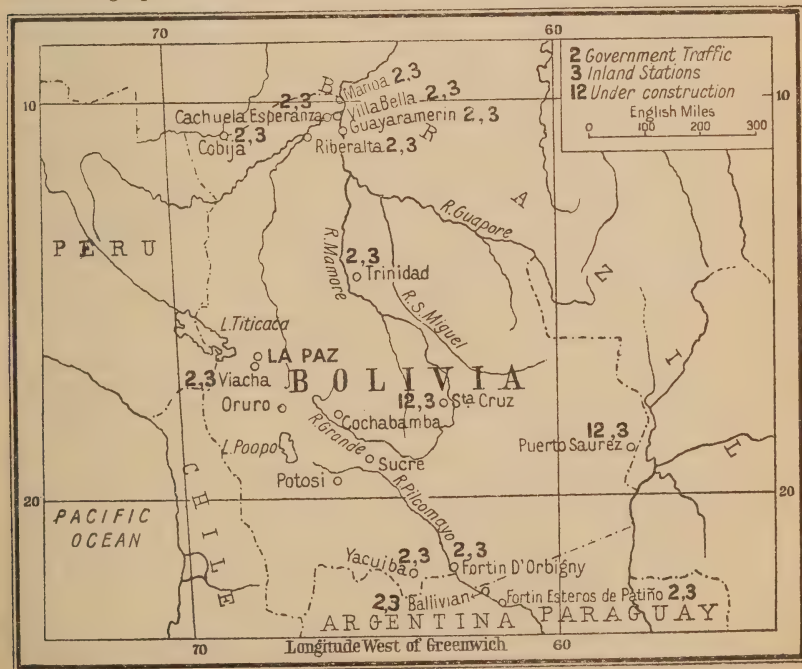 70
60
2 Government Traffic
3 Inland Stations
12 Under construction
English Miles
0 100 200 300
10
10
B R A Z I L
Manoa 2,3
2,3
Cachuela Esperanza
Villa Bella 2,3
Guayaramerin 2,3
2,3
Cobija
Riberalta 2,3
PERU
R. Guapore
R. Mamore
2,3
Trinidad
R. S. Miguel
L. Titicaca
LA PAZ
2,3 Viacha
BOLIVIA
Oruro
12,3
Sta Cruz
Cochabamba
R. Grande
L. Poopo
12,3
Puerto Saurez
Sucre
Potosi
R. Pilcomayo
20
20
PACIFIC
OCEAN
CHILE
Yacuiba 2,3
2,3
Fortin D'Orbigny
2,3 Ballivian
Fortin Esteros de Patiño 2,3
ARGENTINA
PARAGUAY
70
Longitude West of Greenwich
60